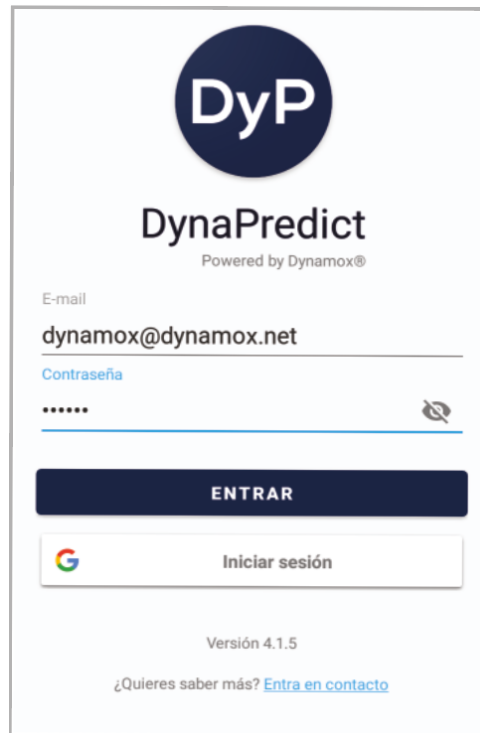 DyP
DynaPredict
Powered by Dynamox®
E-mail
dynamox@dynamox.net
Contraseña
••••••
ENTRAR
Iniciar sesión
Versión 4.1.5
¿Quieres saber más? Entra en contacto